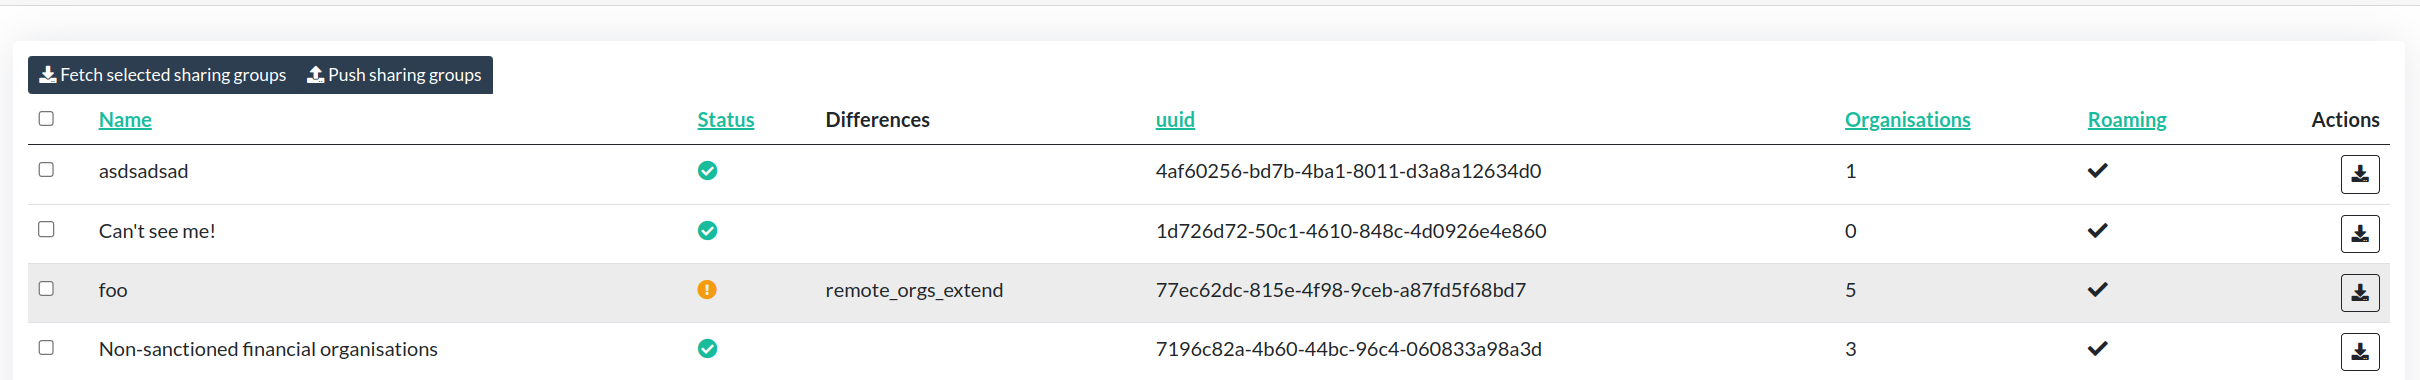 Fetch selected sharing groups Push sharing groups
Name Status Differences uuid Organisations Roaming Actions
asdsadsad 4af60256-bd7b-4ba1-8011-d3a8a12634d0 1
Can't see me! 1d726d72-50c1-4610-848c-4d0926e4e860 0
foo remote_orgs_extend 77ec62dc-815e-4f98-9ceb-a87fd5f68bd7 5
Non-sanctioned financial organisations 7196c82a-4b60-44bc-96c4-060833a98a3d 3